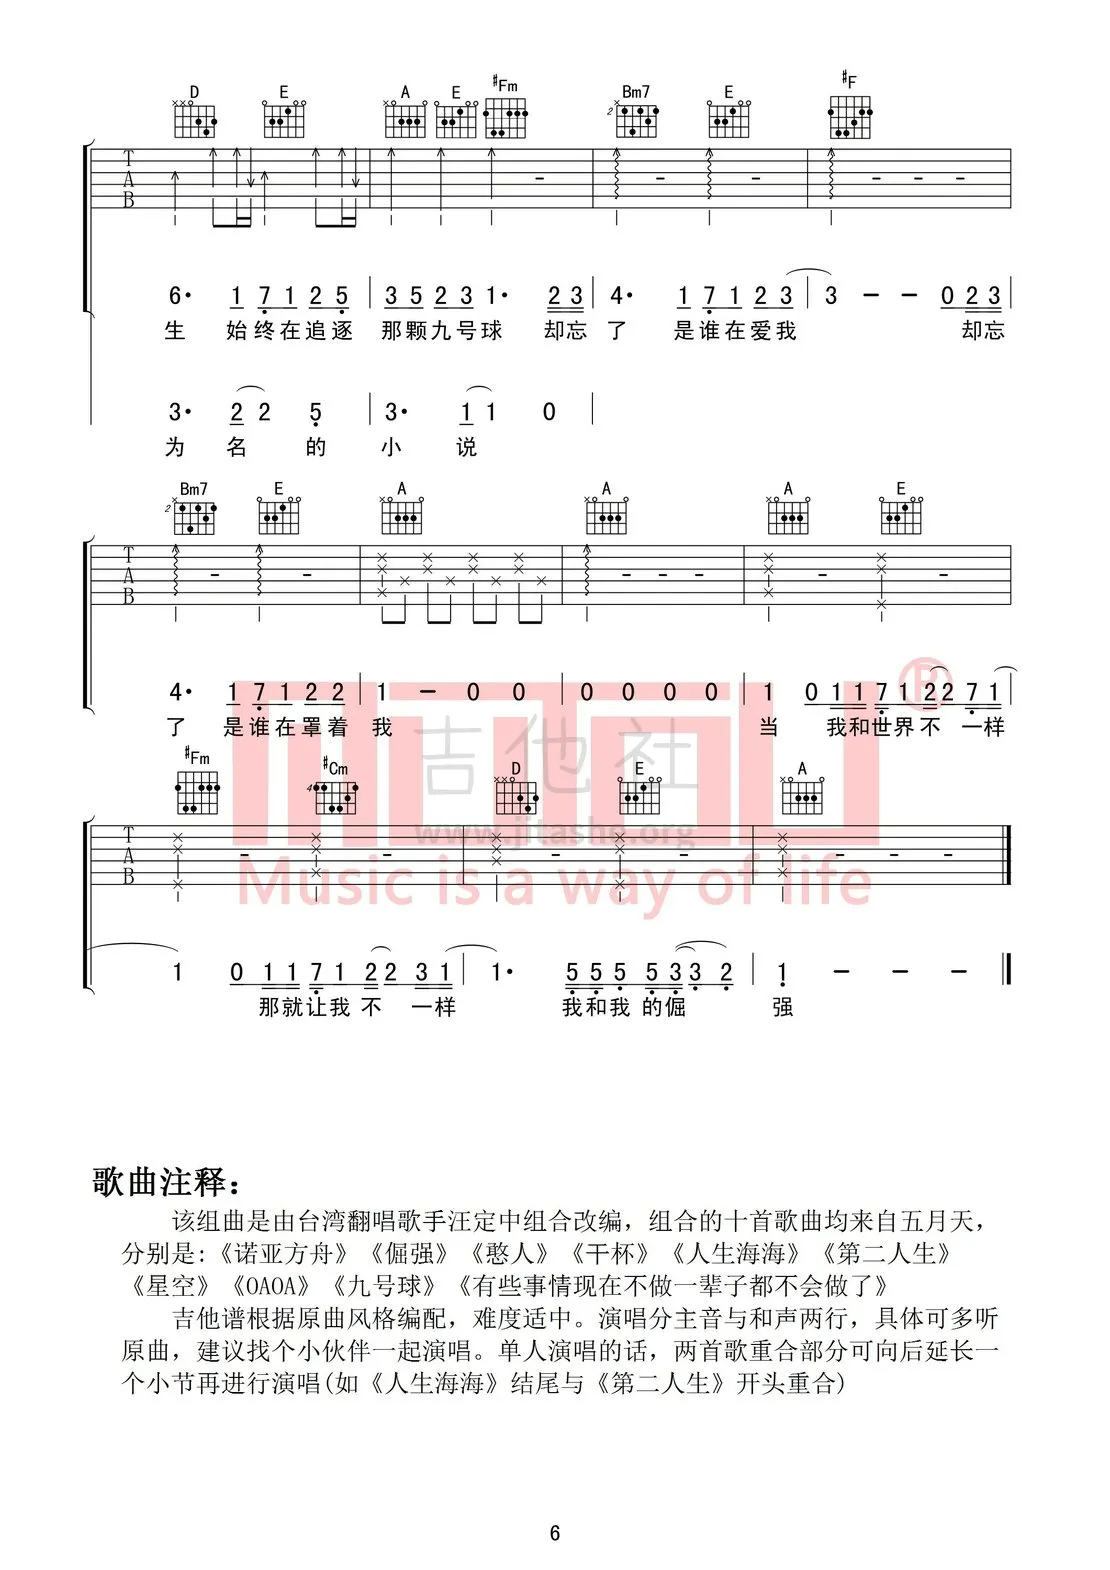 D E A E #Fm Bm7 E #F
× × ○ ○ ○ ○ × ○ ○ ○ ○ ○ × 2
T
A
B
6· 1 7 1 2 5 | 3 5 2 3 1· 2 3 | 4· 1 7 1 2 3 | 3 - - 0 2 3 |
生 始终在追逐 那颗九号球 却忘了 是谁在爱我 却忘
3· 2 2 5 | 3· 1 1 0 |
为 名 的 小 说
Bm7 E A A A E
T
A
B
4· 1 7 1 2 2 | 1 - 0 0 | 0 0 0 0 | 1 0 1 1 7 1 2 2 7 1 |
了 是谁在罩着 我 当 我和世界不 一样
吉他社
#Fm #Cm D E A
4
T
A
B
www.jitashe.org
Music is a way of life
1 0 1 1 7 1 2 2 3 1 | 1· 5 5 5 5 3 3 2 | 1 - - - ‖
那就让我 不 一样 我和我 的倔 强
歌曲注释:
该组曲是由台湾翻唱歌手汪定中组合改编，组合的十首歌曲均来自五月天，
分别是:《诺亚方舟》《倔强》《憨人》《干杯》《人生海海》《第二人生》
《星空》《OAOA》《九号球》《有些事情现在不做一辈子都不会做了》
吉他谱根据原曲风格编配，难度适中。演唱分主音与和声两行，具体可多听
原曲，建议找个小伙伴一起演唱。单人演唱的话，两首歌重合部分可向后延长一
个小节再进行演唱(如《人生海海》结尾与《第二人生》开头重合)
6